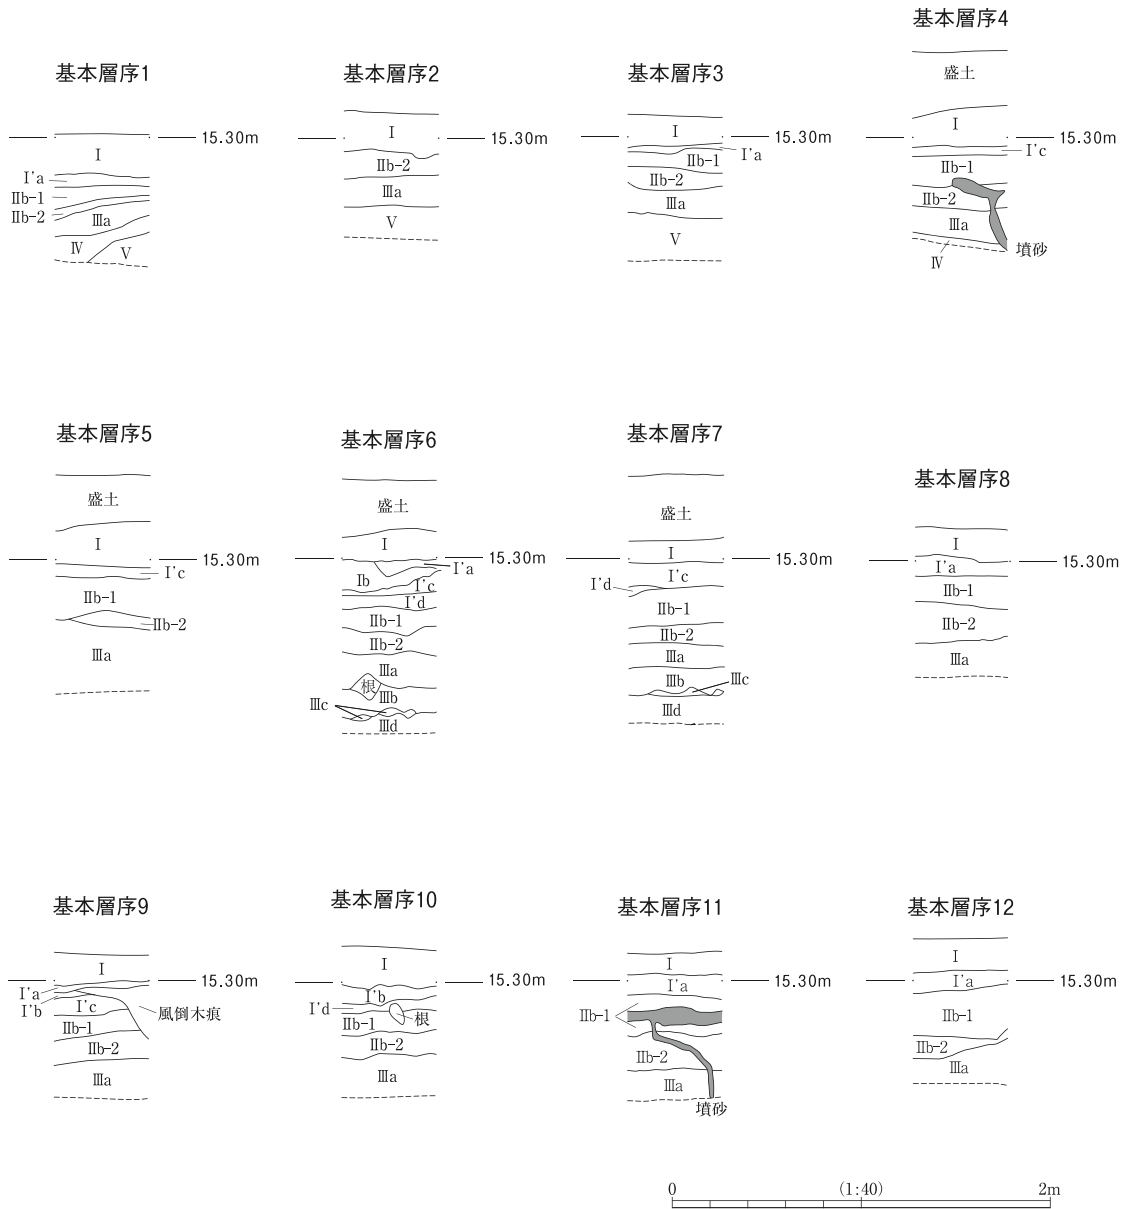 基本層序1
15.30m
Ⅰ
Ⅰ'a
Ⅱb-1
Ⅱb-2
Ⅲa
Ⅳ
Ⅴ
基本層序2
15.30m
Ⅰ
Ⅱb-2
Ⅲa
Ⅴ
基本層序3
15.30m
Ⅰ
Ⅰ'a
Ⅱb-1
Ⅱb-2
Ⅲa
Ⅴ
基本層序4
盛土
15.30m
Ⅰ
Ⅰ'c
Ⅱb-1
Ⅱb-2
Ⅲa
墳砂
Ⅳ
基本層序5
盛土
Ⅰ
15.30m
Ⅰ'c
Ⅱb-1
Ⅱb-2
Ⅲa
基本層序6
盛土
Ⅰ
15.30m
Ⅰ'a
Ⅰb
Ⅰ'c
Ⅰ'd
Ⅱb-1
Ⅱb-2
Ⅲa
根
Ⅲb
Ⅲc
Ⅲd
基本層序7
盛土
Ⅰ
15.30m
Ⅰ'c
Ⅰ'd
Ⅱb-1
Ⅱb-2
Ⅲa
Ⅲb
Ⅲc
Ⅲd
基本層序8
Ⅰ
15.30m
Ⅰ'a
Ⅱb-1
Ⅱb-2
Ⅲa
基本層序9
Ⅰ
15.30m
Ⅰ'a
Ⅰ'b
Ⅰ'c
風倒木痕
Ⅱb-1
Ⅱb-2
Ⅲa
基本層序10
Ⅰ
15.30m
Ⅰ'b
Ⅰ'd
Ⅱb-1
根
Ⅱb-2
Ⅲa
基本層序11
Ⅰ
15.30m
Ⅰ'a
Ⅱb-1
Ⅱb-2
Ⅲa
墳砂
基本層序12
Ⅰ
15.30m
Ⅰ'a
Ⅱb-1
Ⅱb-2
Ⅲa
0 (1:40) 2m